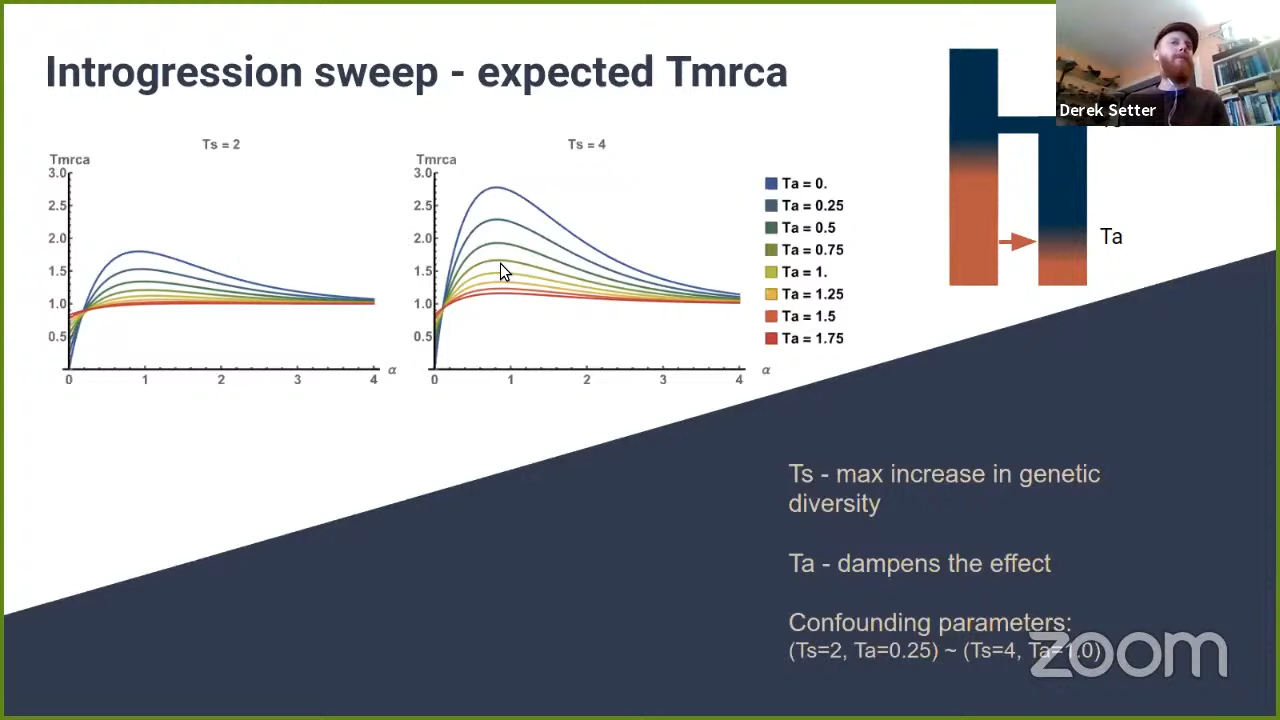 Introgression sweep - expected Tmrca
Derek Setter
Ts = 2
Tmrca
3.0
2.5
2.0
1.5
1.0
0.5
0 1 2 3 4 α
Ts = 4
Tmrca
3.0
2.5
2.0
1.5
1.0
0.5
0 1 2 3 4 α
Ta = 0.
Ta = 0.25
Ta = 0.5
Ta = 0.75
Ta = 1.
Ta = 1.25
Ta = 1.5
Ta = 1.75
Ta
Ts - max increase in genetic
diversity
Ta - dampens the effect
Confounding parameters:
(Ts=2, Ta=0.25) ~ (Ts=4, Ta=1.0)
zoom